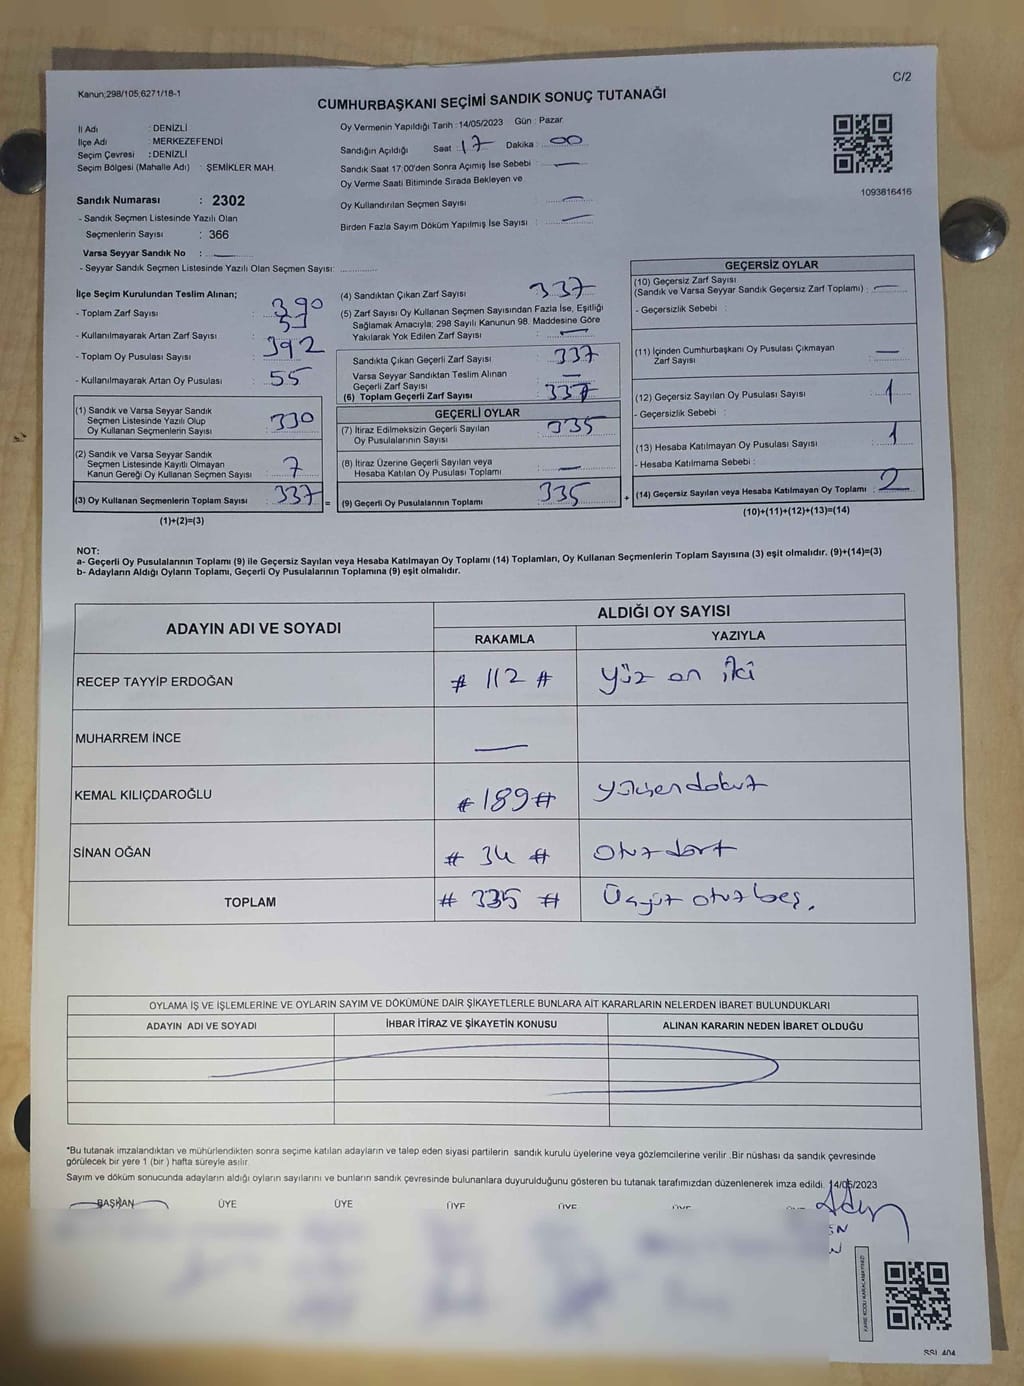 C/2
Kanun;298/105;6271/18-1
CUMHURBAŞKANI SEÇİMİ SANDIK SONUÇ TUTANAĞI
İl Adı : DENİZLİ
İlçe Adı : MERKEZEFENDİ
Seçim Çevresi : DENİZLİ
Seçim Bölgesi (Mahalle Adı) : ŞEMİKLER MAH.
Sandık Numarası : 2302
- Sandık Seçmen Listesinde Yazılı Olan
Seçmenlerin Sayısı : 366
Varsa Seyyar Sandık No :
- Seyyar Sandık Seçmen Listesinde Yazılı Olan Seçmen Sayısı:
Oy Vermenin Yapıldığı Tarih :14/05/2023 Gün : Pazar
Sandığın Açıldığı Saat : 17 Dakika : 00
Sandık Saat 17:00'den Sonra Açımış İse Sebebi : —
Oy Verme Saati Bitiminde Sırada Bekleyen ve
Oy Kullandırılan Seçmen Sayısı : —
Birden Fazla Sayım Döküm Yapılmış İse Sayısı : —
1093616416
İlçe Seçim Kurulundan Teslim Alınan;
- Toplam Zarf Sayısı : 390
- Kullanılmayarak Artan Zarf Sayısı : 53
- Toplam Oy Pusulası Sayısı : 392
- Kullanılmayarak Artan Oy Pusulası : 55
(1) Sandık ve Varsa Seyyar Sandık
Seçmen Listesinde Yazılı Olup
Oy Kullanan Seçmenlerin Sayısı : 330
(2) Sandık ve Varsa Seyyar Sandık
Seçmen Listesinde Kayıtlı Olmayan
Kanun Gereği Oy Kullanan Seçmen Sayısı : 7
(3) Oy Kullanan Seçmenlerin Toplam Sayısı : 337
(1)+(2)=(3)
(4) Sandıktan Çıkan Zarf Sayısı : 337
(5) Zarf Sayısı Oy Kullanan Seçmen Sayısından Fazla İse, Eşitliği
Sağlamak Amacıyla; 298 Sayılı Kanunun 98. Maddesine Göre
Yakılarak Yok Edilen Zarf Sayısı : —
Sandıkta Çıkan Geçerli Zarf Sayısı : 337
Varsa Seyyar Sandıktan Teslim Alınan
Geçerli Zarf Sayısı : —
(6) Toplam Geçerli Zarf Sayısı : 337
GEÇERLİ OYLAR
(7) İtiraz Edilmeksizin Geçerli Sayılan
Oy Pusulalarının Sayısı : 335
(8) İtiraz Üzerine Geçerli Sayılan veya
Hesaba Katılan Oy Pusulası Toplamı : —
= (9) Geçerli Oy Pusulalarının Toplamı : 335
GEÇERSİZ OYLAR
(10) Geçersiz Zarf Sayısı
(Sandık ve Varsa Seyyar Sandık Geçersiz Zarf Toplamı) : —
- Geçersizlik Sebebi :
(11) İçinden Cumhurbaşkanı Oy Pusulası Çıkmayan
Zarf Sayısı : —
(12) Geçersiz Sayılan Oy Pusulası Sayısı : 1
- Geçersizlik Sebebi :
(13) Hesaba Katılmayan Oy Pusulası Sayısı : 1
- Hesaba Katılmama Sebebi :
+ (14) Geçersiz Sayılan veya Hesaba Katılmayan Oy Toplamı : 2
(10)+(11)+(12)+(13)=(14)
NOT:
a- Geçerli Oy Pusulalarının Toplamı (9) ile Geçersiz Sayılan veya Hesaba Katılmayan Oy Toplamı (14) Toplamları, Oy Kullanan Seçmenlerin Toplam Sayısına (3) eşit olmalıdır. (9)+(14)=(3)
b- Adayların Aldığı Oyların Toplamı, Geçerli Oy Pusulalarının Toplamına (9) eşit olmalıdır.
ADAYIN ADI VE SOYADI ALDIĞI OY SAYISI
RAKAMLA YAZIYLA
RECEP TAYYİP ERDOĞAN # 112 # Yüz on iki
MUHARREM İNCE —
KEMAL KILIÇDAROĞLU # 189 #
SİNAN OĞAN # 34 # Otuz dört
TOPLAM # 335 # Üçyüz otuz beş.
OYLAMA İŞ VE İŞLEMLERİNE VE OYLARIN SAYIM VE DÖKÜMÜNE DAİR ŞİKAYETLERLE BUNLARA AİT KARARLARIN NELERDEN İBARET BULUNDUKLARI
ADAYIN ADI VE SOYADI İHBAR İTİRAZ VE ŞİKAYETİN KONUSU ALINAN KARARIN NEDEN İBARET OLDUĞU
*Bu tutanak imzalandıktan ve mühürlendikten sonra seçime katılan adayların ve talep eden siyasi partilerin sandık kurulu üyelerine veya gözlemcilerine verilir .Bir nüshası da sandık çevresinde
görülecek bir yere 1 (bir ) hafta süreyle asılır.
Sayım ve döküm sonucunda adayların aldığı oyların sayılarını ve bunların sandık çevresinde bulunanlara duyurulduğunu gösteren bu tutanak tarafımızdan düzenlenerek imza edildi. 14/05/2023
BAŞKAN ÜYE ÜYE ÜYE ÜYE
KARE KODU KARALAMAYINIZ!